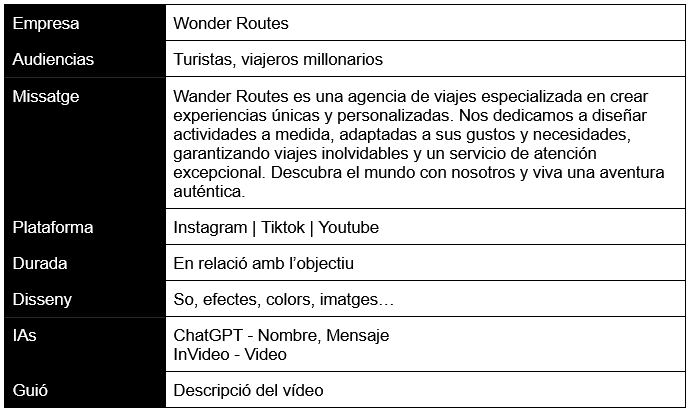 Empresa Wonder Routes
Audiencias Turistas, viajeros millonarios
Missatge Wander Routes es una agencia de viajes especializada en crear
experiencias únicas y personalizadas. Nos dedicamos a diseñar
actividades a medida, adaptadas a sus gustos y necesidades,
garantizando viajes inolvidables y un servicio de atención
excepcional. Descubra el mundo con nosotros y viva una aventura
auténtica.
Plataforma Instagram | Tiktok | Youtube
Durada En relació amb l’objectiu
Disseny So, efectes, colors, imatges…
IAs ChatGPT - Nombre, Mensaje
InVideo - Video
Guió Descripció del vídeo